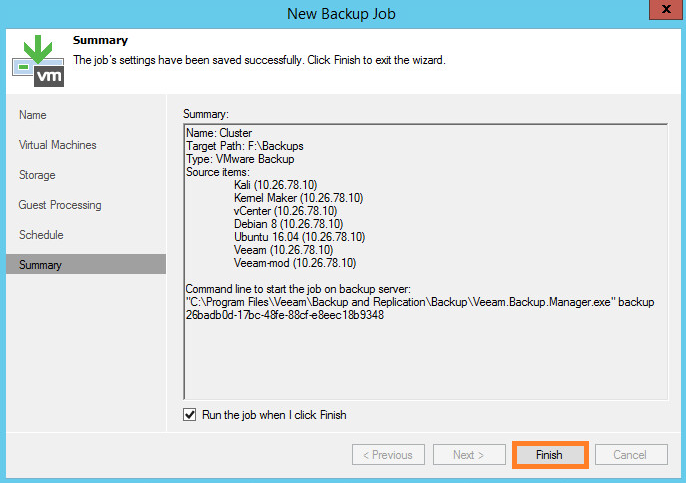 New Backup Job
x
vm
Summary
The job's settings have been saved successfully. Click Finish to exit the wizard.
Name
Virtual Machines
Storage
Guest Processing
Schedule
Summary
Summary:
Name: Cluster
Target Path: F:\Backups
Type: VMware Backup
Source items:
Kali (10.26.78.10)
Kernel Maker (10.26.78.10)
vCenter (10.26.78.10)
Debian 8 (10.26.78.10)
Ubuntu 16.04 (10.26.78.10)
Veeam (10.26.78.10)
Veeam-mod (10.26.78.10)
Command line to start the job on backup server:
"C:\Program Files\Veeam\Backup and Replication\Backup\Veeam.Backup.Manager.exe" backup
26badb0d-17bc-48fe-88cf-e8eec18b9348
Run the job when I click Finish
< Previous
Next >
Finish
Cancel